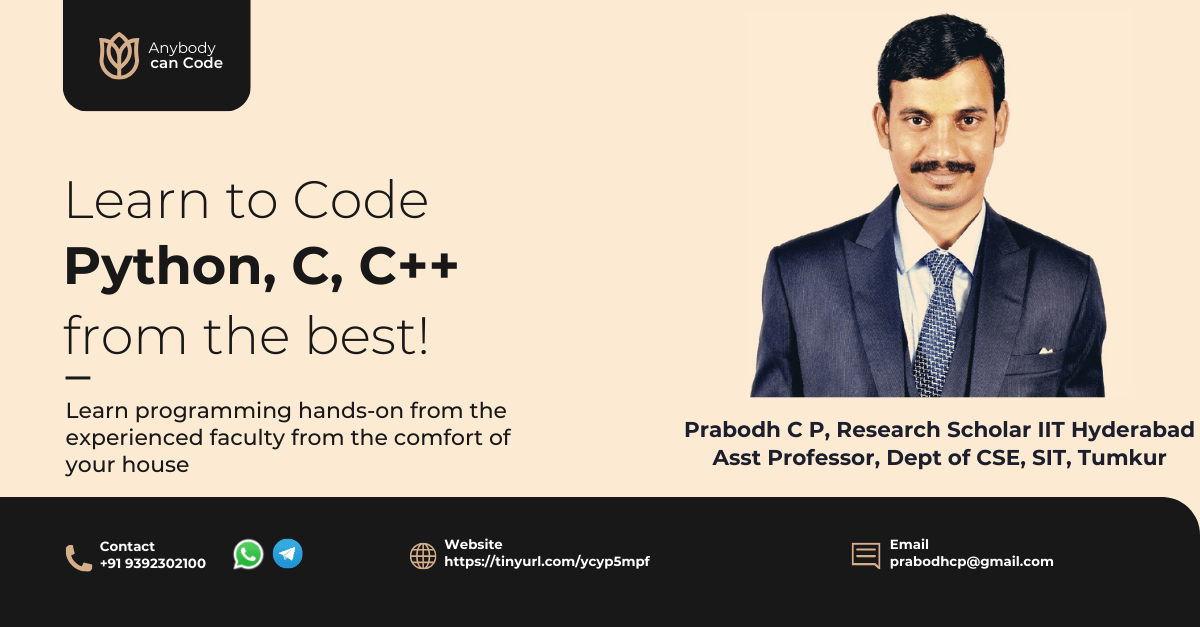 Anybody
can Code
Learn to Code
Python, C, C++
from the best!
Learn programming hands-on from the
experienced faculty from the comfort of
your house
Prabodh C P, Research Scholar IIT Hyderabad
Asst Professor, Dept of CSE, SIT, Tumkur
Contact
+91 9392302100
Website
https://tinyurl.com/ycyp5mpf
Email
prabodhcp@gmail.com